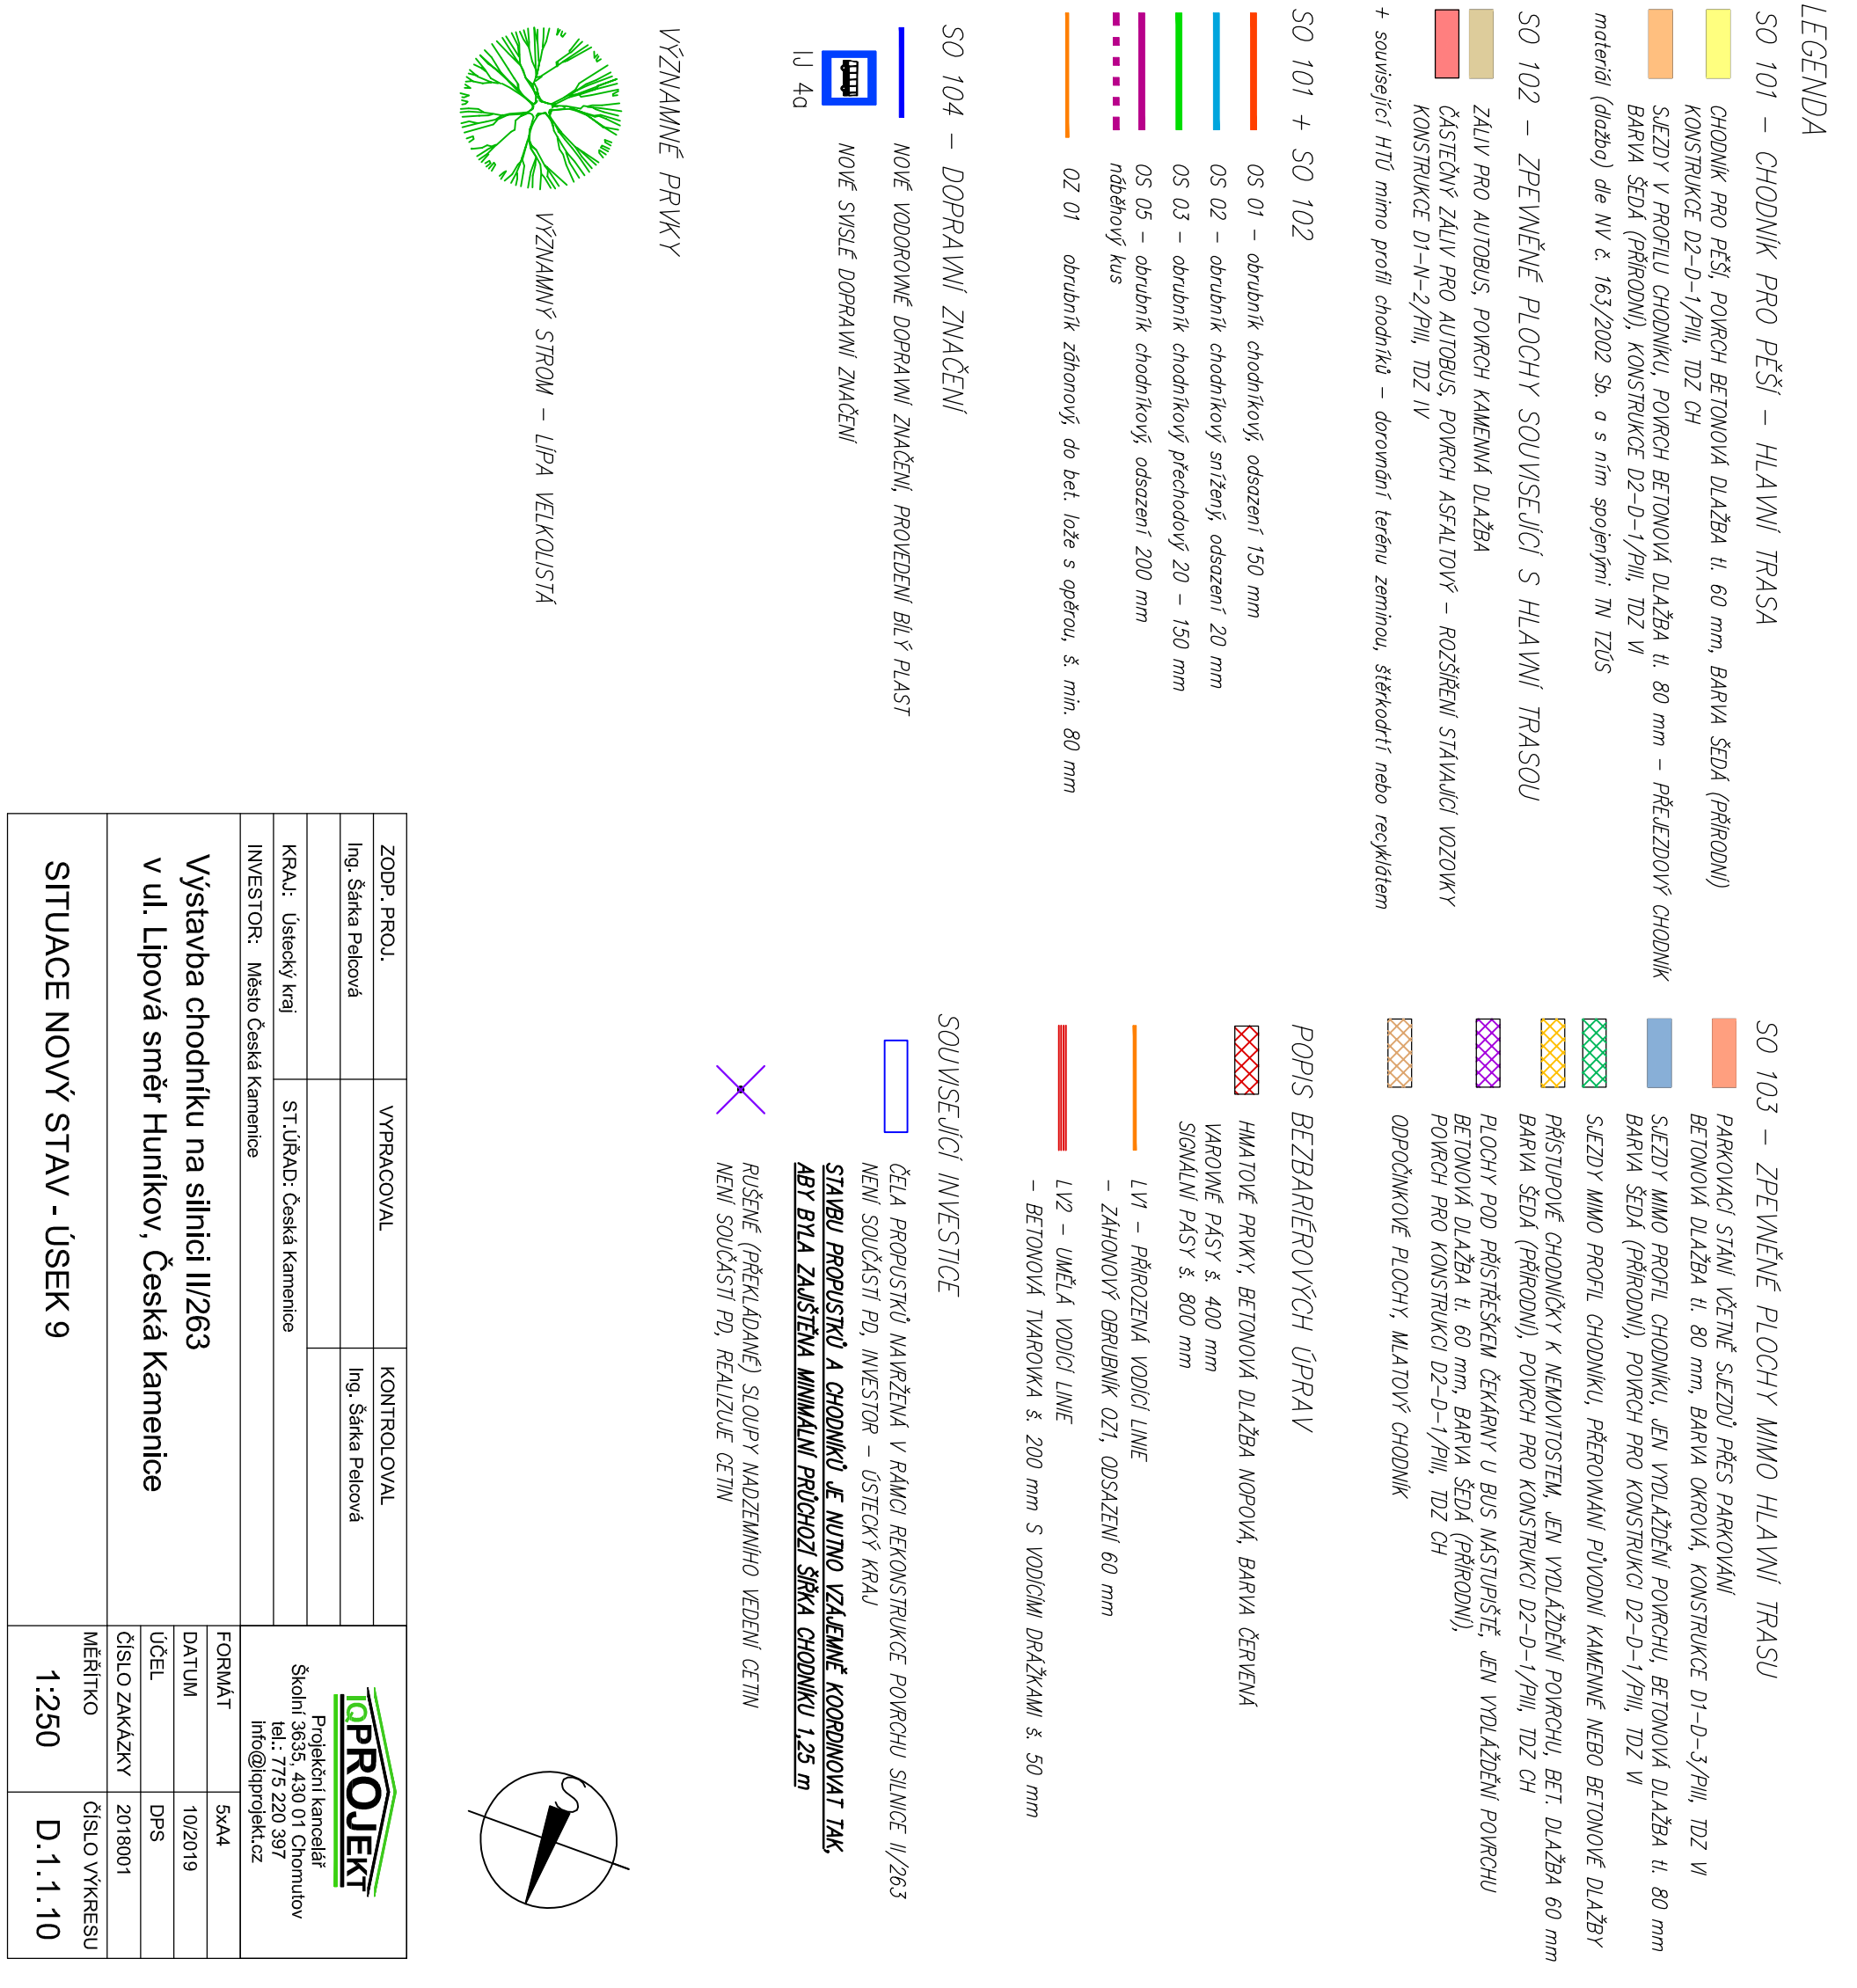 LEGENDA
SO 101 – CHODNÍK PRO PĚŠÍ – HLAVNÍ TRASA
CHODNÍK PRO PĚŠÍ, POVRCH BETONOVÁ DLAŽBA tl. 60 mm, BARVA ŠEDÁ (PŘÍRODNÍ)
KONSTRUKCE D2-D-1/PIII, TDZ CH
SJEZDY V PROFILU CHODNÍKU, POVRCH BETONOVÁ DLAŽBA tl. 80 mm – PŘEJEZDOVÝ CHODNÍK
BARVA ŠEDÁ (PŘÍRODNÍ), KONSTRUKCE D2-D-1/PIII, TDZ VI
materiál (dlažba) dle NV č. 163/2002 Sb. a s ním spojenými TN TZÚS
SO 102 – ZPEVNĚNÉ PLOCHY SOUVISEJÍCÍ S HLAVNÍ TRASOU
ZÁLIV PRO AUTOBUS, POVRCH KAMENNÁ DLAŽBA
ČÁSTEČNÝ ZÁLIV PRO AUTOBUS, POVRCH ASFALTOVÝ – ROZŠÍŘENÍ STÁVAJÍCÍ VOZOVKY
KONSTRUKCE D1-N-2/PIII, TDZ IV
+ související HTÚ mimo profil chodníků – dorovnání terénu zeminou, štěrkodrtí nebo recyklátem
SO 101 + SO 102
OS 01 – obrubník chodníkový, odsazení 150 mm
OS 02 – obrubník chodníkový snížený, odsazení 20 mm
OS 03 – obrubník chodníkový přechodový 20 – 150 mm
OS 05 – obrubník chodníkový, odsazení 200 mm
náběhový kus
OZ 01 obrubník záhonový, do bet. lože s opěrou, š. min. 80 mm
SO 104 – DOPRAVNÍ ZNAČENÍ
NOVÉ VODOROVNÉ DOPRAVNÍ ZNAČENÍ, PROVEDENÍ BÍLÝ PLAST
IJ 4a
NOVÉ SVISLÉ DOPRAVNÍ ZNAČENÍ
VÝZNAMNÉ PRVKY
VÝZNAMNÝ STROM – LÍPA VELKOLISTÁ
SO 103 – ZPEVNĚNÉ PLOCHY MIMO HLAVNÍ TRASU
PARKOVACÍ STÁNÍ VČETNĚ SJEZDŮ PŘES PARKOVÁNÍ
BETONOVÁ DLAŽBA tl. 80 mm, BARVA OKROVÁ, KONSTRUKCE D1-D-3/PIII, TDZ VI
SJEZDY MIMO PROFIL CHODNÍKU, JEN VYDLÁŽDĚNÍ POVRCHU, BETONOVÁ DLAŽBA tl. 80 mm
BARVA ŠEDÁ (PŘÍRODNÍ), POVRCH PRO KONSTRUKCI D2-D-1/PIII, TDZ VI
SJEZDY MIMO PROFIL CHODNÍKU, PŘEROVNÁNÍ PŮVODNÍ KAMENNÉ NEBO BETONOVÉ DLAŽBY
PŘÍSTUPOVÉ CHODNÍČKY K NEMOVITOSTEM, JEN VYDLÁŽDĚNÍ POVRCHU, BET. DLAŽBA 60 mm
BARVA ŠEDÁ (PŘÍRODNÍ), POVRCH PRO KONSTRUKCI D2-D-1/PIII, TDZ CH
PLOCHY POD PŘÍSTŘEŠKEM ČEKÁRNY U BUS NÁSTUPIŠTĚ, JEN VYDLÁŽDĚNÍ POVRCHU
BETONOVÁ DLAŽBA tl. 60 mm, BARVA ŠEDÁ (PŘÍRODNÍ),
POVRCH PRO KONSTRUKCI D2-D-1/PIII, TDZ CH
ODPOČINKOVÉ PLOCHY, MLATOVÝ CHODNÍK
POPIS BEZBARIÉROVÝCH ÚPRAV
HMATOVÉ PRVKY, BETONOVÁ DLAŽBA NOPOVÁ, BARVA ČERVENÁ
VAROVNÉ PÁSY š. 400 mm
SIGNÁLNÍ PÁSY š. 800 mm
LV1 – PŘIROZENÁ VODÍCÍ LINIE
– ZÁHONOVÝ OBRUBNÍK OZ1, ODSAZENÍ 60 mm
LV2 – UMĚLÁ VODÍCÍ LINIE
– BETONOVÁ TVAROVKA š. 200 mm S VODÍCÍMI DRÁŽKAMI š. 50 mm
SOUVISEJÍCÍ INVESTICE
ČELA PROPUSTKŮ NAVRŽENÁ V RÁMCI REKONSTRUKCE POVRCHU SILNICE II/263
NENÍ SOUČÁSTÍ PD, INVESTOR – ÚSTECKÝ KRAJ
STAVBU PROPUSTKŮ A CHODNÍKŮ JE NUTNO VZÁJEMNĚ KOORDINOVAT TAK,
ABY BYLA ZAJIŠTĚNA MINIMÁLNÍ PRŮCHOZÍ ŠÍŘKA CHODNÍKU 1,25 m
RUŠENÉ (PŘEKLÁDANÉ) SLOUPY NADZEMNÍHO VEDENÍ CETIN
NENÍ SOUČÁSTÍ PD, REALIZUJE CETIN
ZODP. PROJ. VYPRACOVAL KONTROLOVAL
Ing. Šárka Pelcová Ing. Šárka Pelcová
KRAJ: Ústecký kraj ST.ÚŘAD: Česká Kamenice
INVESTOR: Město Česká Kamenice
Výstavba chodníku na silnici II/263
v ul. Lipová směr Huníkov, Česká Kamenice
SITUACE NOVÝ STAV - ÚSEK 9
IQPROJEKT
Projekční kancelář
Školní 3635, 430 01 Chomutov
tel.: 775 220 397
info@iqprojekt.cz
FORMÁT 5xA4
DATUM 10/2019
ÚČEL DPS
ČÍSLO ZAKÁZKY 2018001
MĚŘÍTKO ČÍSLO VÝKRESU
1:250 D.1.1.10